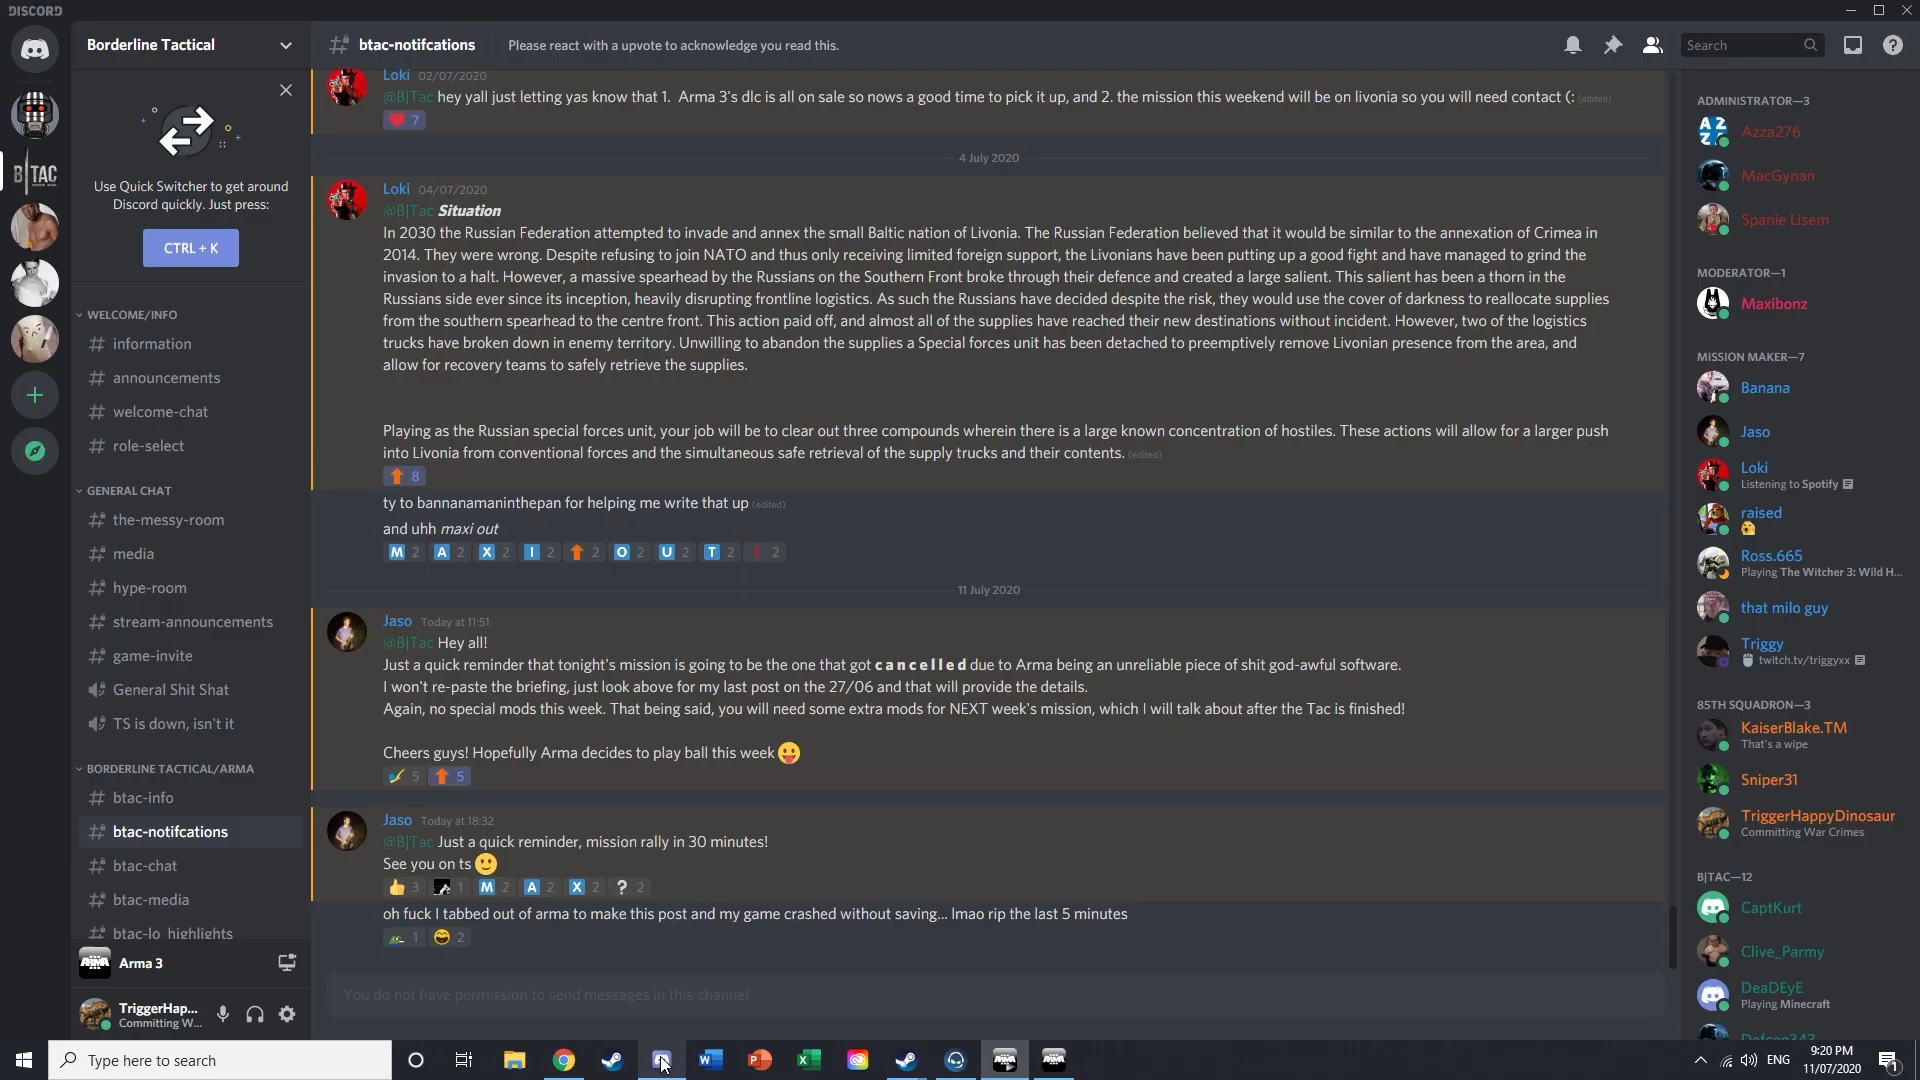 DISCORD
Borderline Tactical
btac-notifcations
Please react with a upvote to acknowledge you read this.
Search
Use Quick Switcher to get around
Discord quickly. Just press:
CTRL + K
B|TAC
WELCOME/INFO
information
announcements
welcome-chat
role-select
GENERAL CHAT
the-messy-room
media
hype-room
stream-announcements
game-invite
General Shit Shat
TS is down, isn't it
BORDERLINE TACTICAL/ARMA
btac-info
btac-notifcations
btac-chat
btac-media
btac-lo_highlights
Arma 3
TriggerHap...
Committing W...
Loki 02/07/2020
@B|Tac hey yall just letting yas know that 1. Arma 3's dlc is all on sale so nows a good time to pick it up, and 2. the mission this weekend will be on livonia so you will need contact (: (edited)
7
4 July 2020
Loki 04/07/2020
@B|Tac Situation
In 2030 the Russian Federation attempted to invade and annex the small Baltic nation of Livonia. The Russian Federation believed that it would be similar to the annexation of Crimea in
2014. They were wrong. Despite refusing to join NATO and thus only receiving limited foreign support, the Livonians have been putting up a good fight and have managed to grind the
invasion to a halt. However, a massive spearhead by the Russians on the Southern Front broke through their defence and created a large salient. This salient has been a thorn in the
Russians side ever since its inception, heavily disrupting frontline logistics. As such the Russians have decided despite the risk, they would use the cover of darkness to reallocate supplies
from the southern spearhead to the centre front. This action paid off, and almost all of the supplies have reached their new destinations without incident. However, two of the logistics
trucks have broken down in enemy territory. Unwilling to abandon the supplies a Special forces unit has been detached to preemptively remove Livonian presence from the area, and
allow for recovery teams to safely retrieve the supplies.
Playing as the Russian special forces unit, your job will be to clear out three compounds wherein there is a large known concentration of hostiles. These actions will allow for a larger push
into Livonia from conventional forces and the simultaneous safe retrieval of the supply trucks and their contents. (edited)
8
ty to bannanamaninthepan for helping me write that up (edited)
and uhh maxi out
M 2 A 2 X 2 I 2 2 O 2 U 2 T 2 ! 2
11 July 2020
Jaso Today at 11:51
@B|Tac Hey all!
Just a quick reminder that tonight's mission is going to be the one that got cancelled due to Arma being an unreliable piece of shit god-awful software.
I won't re-paste the briefing, just look above for my last post on the 27/06 and that will provide the details.
Again, no special mods this week. That being said, you will need some extra mods for NEXT week's mission, which I will talk about after the Tac is finished!
Cheers guys! Hopefully Arma decides to play ball this week
5 5
Jaso Today at 18:32
@B|Tac Just a quick reminder, mission rally in 30 minutes!
See you on ts
3 1 M 2 A 2 X 2 ? 2
oh fuck I tabbed out of arma to make this post and my game crashed without saving... lmao rip the last 5 minutes
1 2
You do not have permission to send messages in this channel.
ADMINISTRATOR—3
Azza276
MacGynan
Spanie Lisem
MODERATOR—1
Maxibonz
MISSION MAKER—7
Banana
Jaso
Loki
Listening to Spotify
raised
Ross.665
Playing The Witcher 3: Wild H...
that milo guy
Triggy
twitch.tv/triggyxx
85TH SQUADRON—3
KaiserBlake.TM
That's a wipe
Sniper31
TriggerHappyDinosaur
Committing War Crimes
B|TAC—12
CaptKurt
Clive_Parmy
DeaDEyE
Playing Minecraft
Type here to search
ENG
9:20 PM
11/07/2020
1